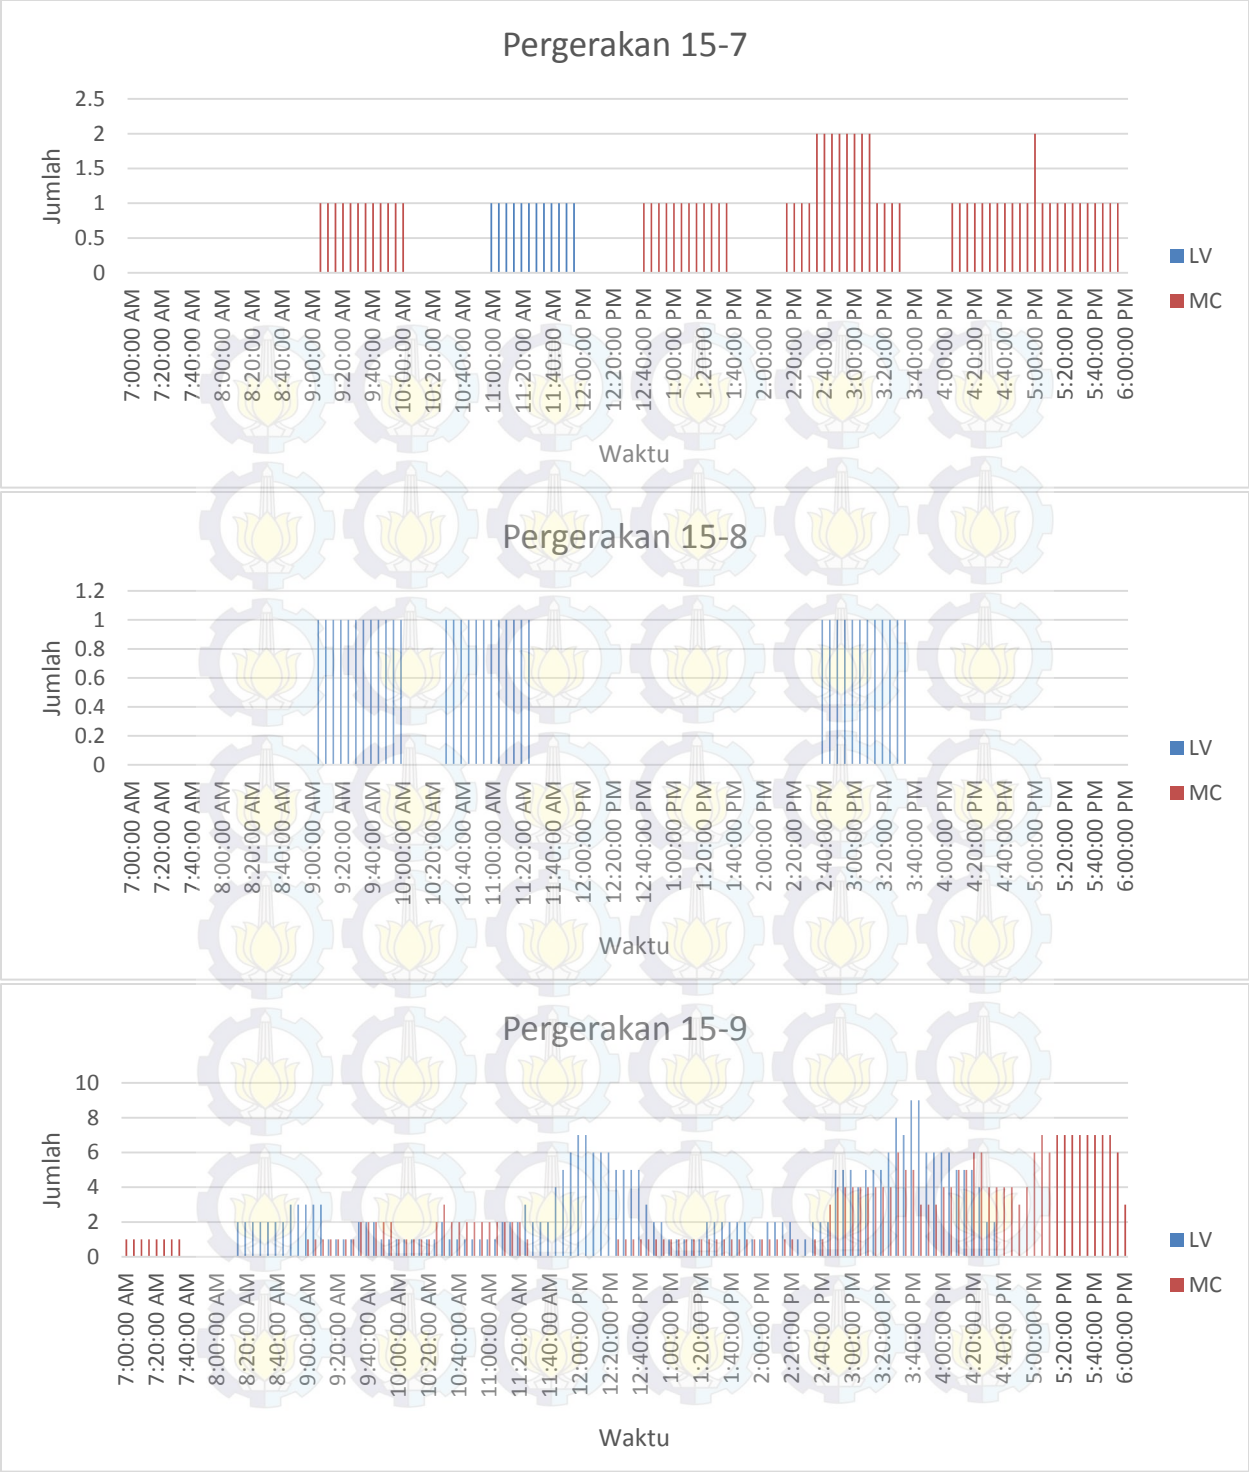 Pergerakan 15-7
2.5
2
1.5
1
0.5
0
Jumlah
7:00:00 AM
7:20:00 AM
7:40:00 AM
8:00:00 AM
8:20:00 AM
8:40:00 AM
9:00:00 AM
9:20:00 AM
9:40:00 AM
10:00:00 AM
10:20:00 AM
10:40:00 AM
11:00:00 AM
11:20:00 AM
11:40:00 AM
12:00:00 PM
12:20:00 PM
12:40:00 PM
1:00:00 PM
1:20:00 PM
1:40:00 PM
2:00:00 PM
2:20:00 PM
2:40:00 PM
3:00:00 PM
3:20:00 PM
3:40:00 PM
4:00:00 PM
4:20:00 PM
4:40:00 PM
5:00:00 PM
5:20:00 PM
5:40:00 PM
6:00:00 PM
Waktu
LV
MC
Pergerakan 15-8
1.2
1
0.8
0.6
0.4
0.2
0
Jumlah
7:00:00 AM
7:20:00 AM
7:40:00 AM
8:00:00 AM
8:20:00 AM
8:40:00 AM
9:00:00 AM
9:20:00 AM
9:40:00 AM
10:00:00 AM
10:20:00 AM
10:40:00 AM
11:00:00 AM
11:20:00 AM
11:40:00 AM
12:00:00 PM
12:20:00 PM
12:40:00 PM
1:00:00 PM
1:20:00 PM
1:40:00 PM
2:00:00 PM
2:20:00 PM
2:40:00 PM
3:00:00 PM
3:20:00 PM
3:40:00 PM
4:00:00 PM
4:20:00 PM
4:40:00 PM
5:00:00 PM
5:20:00 PM
5:40:00 PM
6:00:00 PM
Waktu
LV
MC
Pergerakan 15-9
10
8
6
4
2
0
Jumlah
7:00:00 AM
7:20:00 AM
7:40:00 AM
8:00:00 AM
8:20:00 AM
8:40:00 AM
9:00:00 AM
9:20:00 AM
9:40:00 AM
10:00:00 AM
10:20:00 AM
10:40:00 AM
11:00:00 AM
11:20:00 AM
11:40:00 AM
12:00:00 PM
12:20:00 PM
12:40:00 PM
1:00:00 PM
1:20:00 PM
1:40:00 PM
2:00:00 PM
2:20:00 PM
2:40:00 PM
3:00:00 PM
3:20:00 PM
3:40:00 PM
4:00:00 PM
4:20:00 PM
4:40:00 PM
5:00:00 PM
5:20:00 PM
5:40:00 PM
6:00:00 PM
Waktu
LV
MC